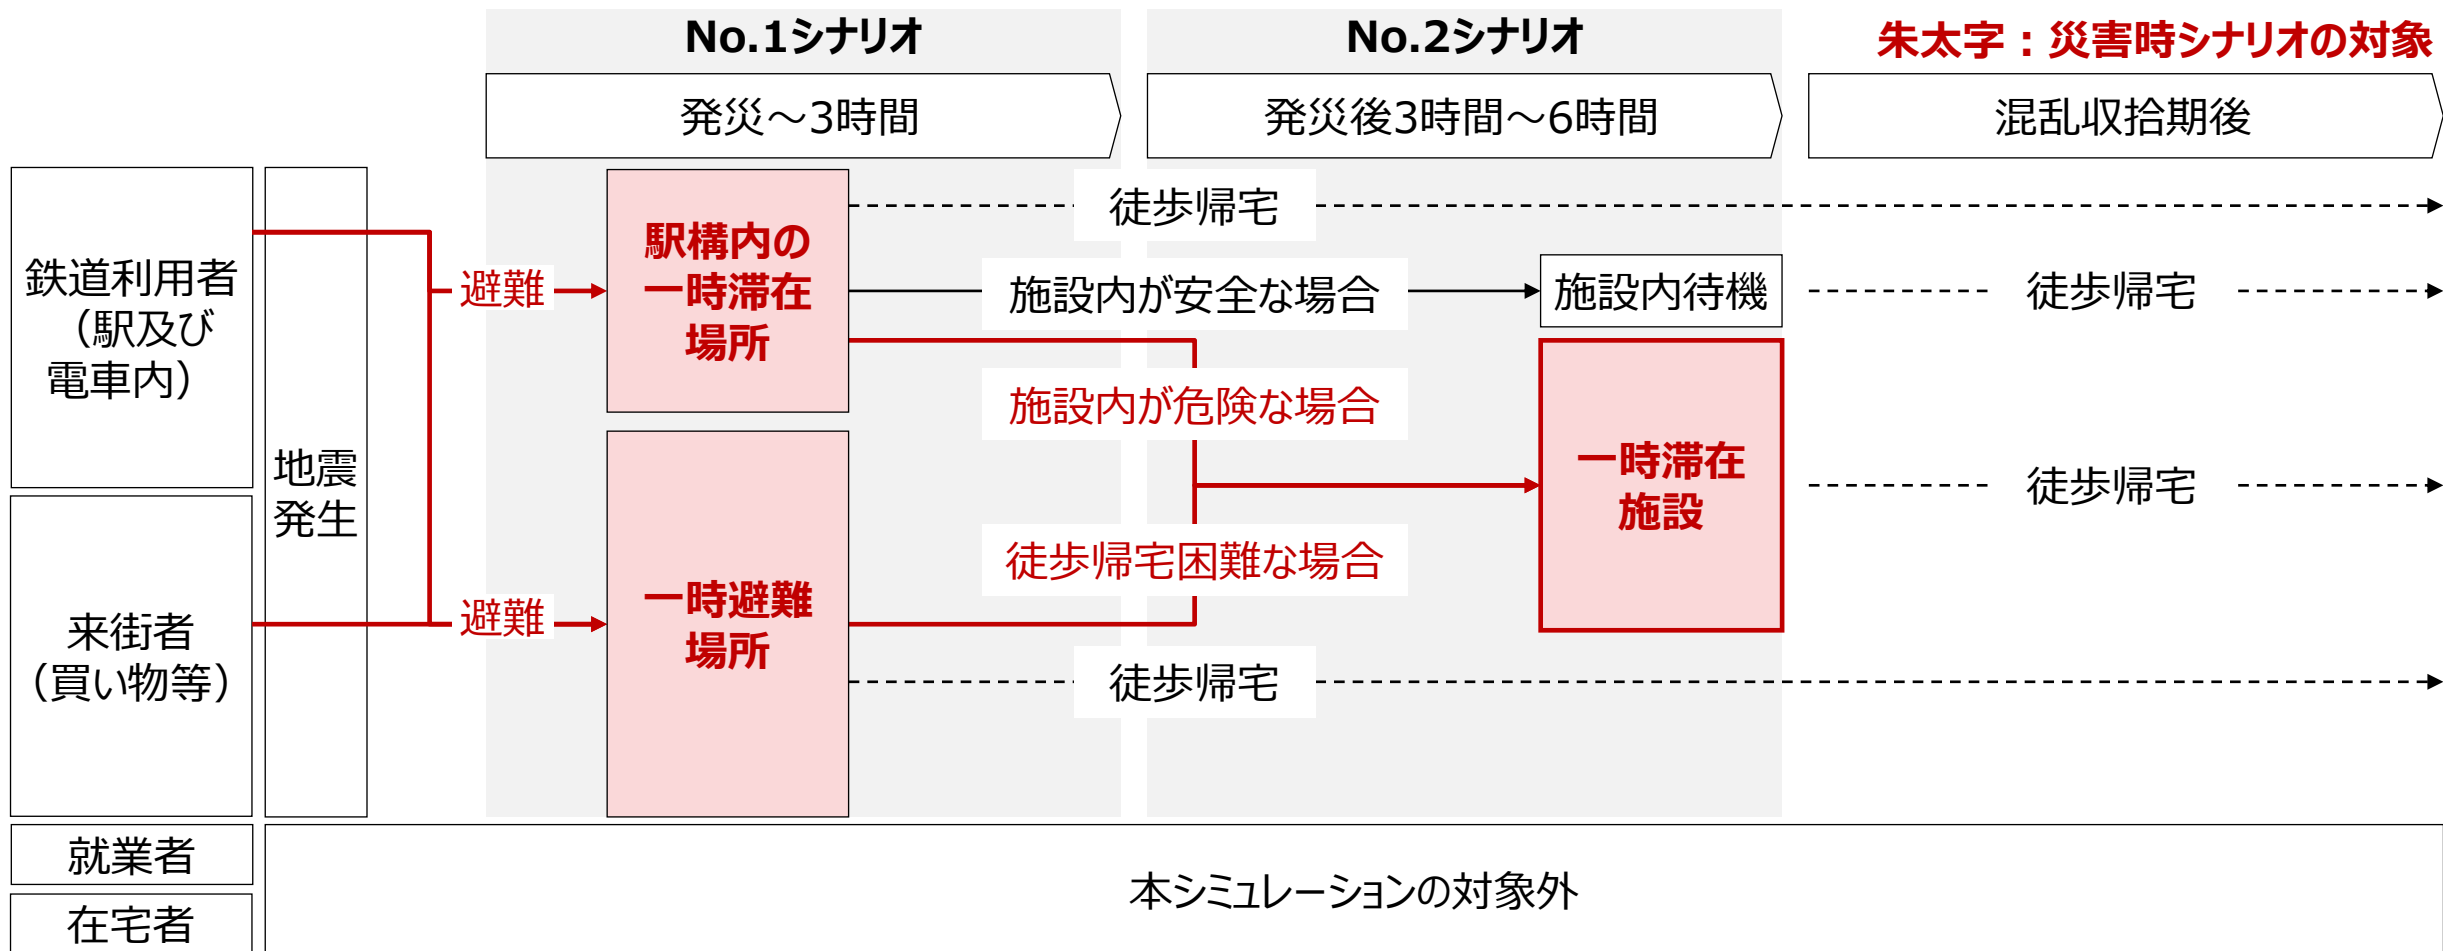 No.1シナリオ
No.2シナリオ
朱太字：災害時シナリオの対象
発災～3時間
発災後3時間～6時間
混乱収拾期後
鉄道利用者
（駅及び
電車内）
来街者
（買い物等）
地震
発生
避難
避難
駅構内の
一時滞在
場所
一時避難
場所
徒歩帰宅
施設内が安全な場合
施設内が危険な場合
徒歩帰宅困難な場合
徒歩帰宅
施設内待機
一時滞在
施設
徒歩帰宅
徒歩帰宅
就業者
在宅者
本シミュレーションの対象外